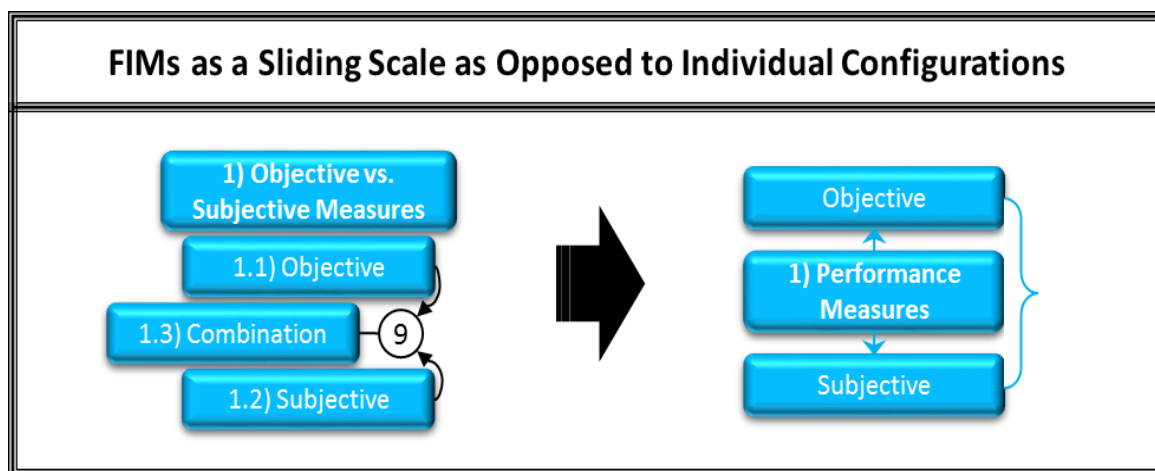 FIMs as a Sliding Scale as Opposed to Individual Configurations
1) Objective vs.
Subjective Measures
1.1) Objective
1.3) Combination
9
1.2) Subjective
Objective
1) Performance
Measures
Subjective